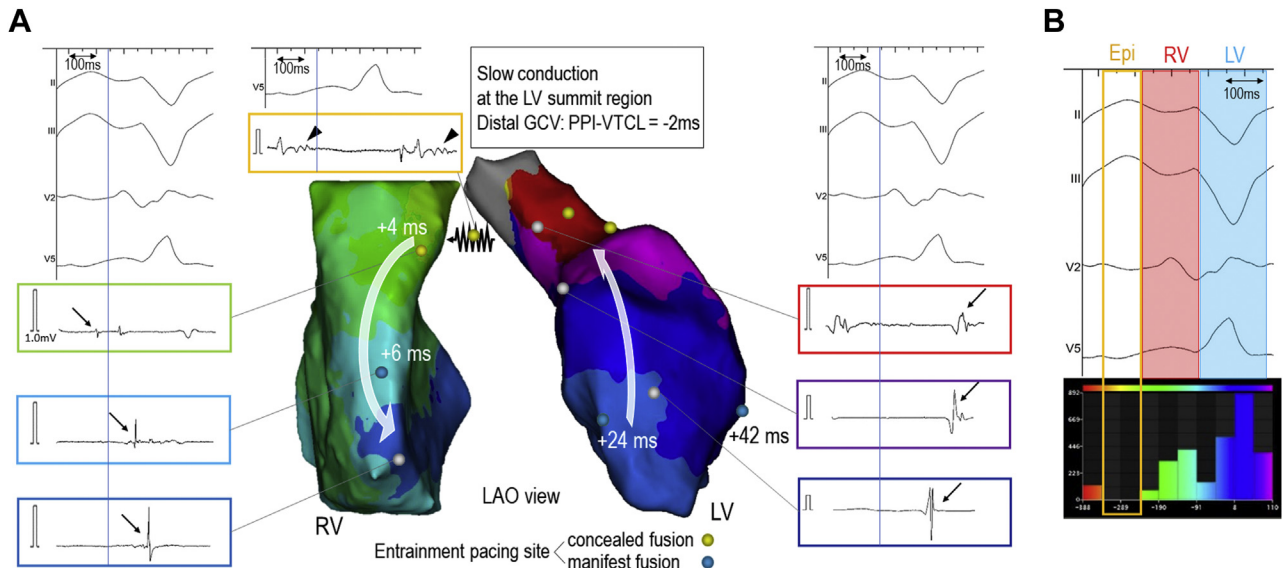 A
B
100ms
II
III
V2
V5
1.0mV
100ms
V5
Slow conduction
at the LV summit region
Distal GCV: PPI-VTCL = -2ms
+4 ms
+6 ms
RV
LAO view
+24 ms
+42 ms
LV
Entrainment pacing site
concealed fusion
manifest fusion
100ms
II
III
V2
V5
Epi RV LV
100ms
II
III
V2
V5
892
669
446
223
0
-188 -289 -190 -91 8 110